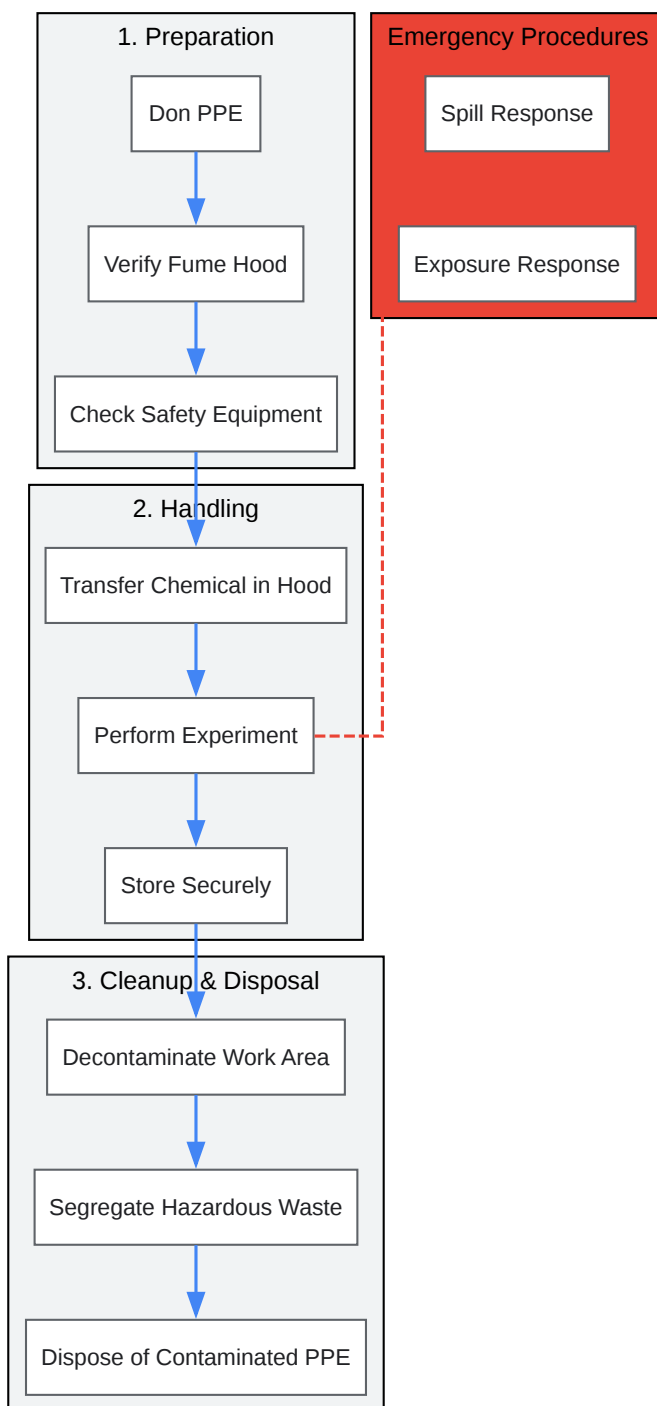 1. Preparation
Don PPE
Verify Fume Hood
Check Safety Equipment
Emergency Procedures
Spill Response
Exposure Response
2. Handling
Transfer Chemical in Hood
Perform Experiment
Store Securely
3. Cleanup & Disposal
Decontaminate Work Area
Segregate Hazardous Waste
Dispose of Contaminated PPE